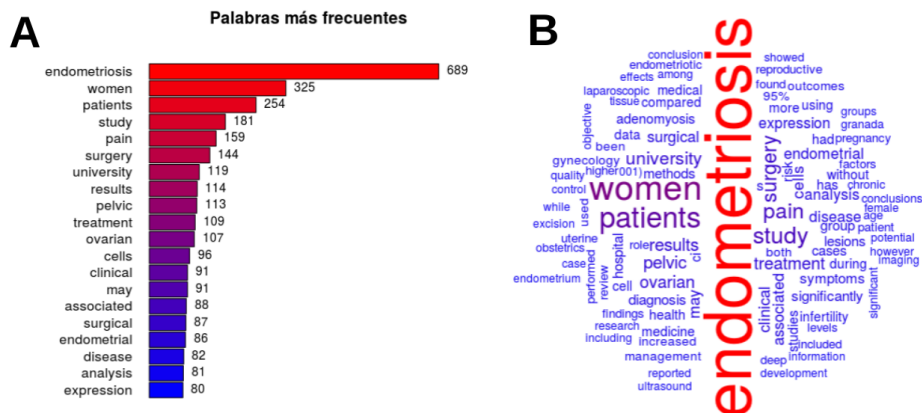 A
Palabras más frecuentes
endometriosis 689
women 325
patients 254
study 181
pain 159
surgery 144
university 119
results 114
pelvic 113
treatment 109
ovarian 107
cells 96
clinical 91
may 91
associated 88
surgical 87
endometrial 86
disease 82
analysis 81
expression 80
B
endometriosis
conclusion
endometriotic
effects among
laparoscopic medical
tissue compared
adenomyosis
objective
data surgical
been
gynecology university
quality higher 001) methods
control
women
while
used
patients
excision
uterine
role results
obstetrics
hospital
ci
case
pelvic
endometrium
performed
review
cell ovarian
diagnosis may
findings health
research medicine
including increased
management
reported
ultrasound
showed
reproductive
found outcomes
95%
more using
groups
expression granada
had pregnancy
surgery
risk
endometrial
cells
factors
without
s
has chronic
analysis
c
conclusions
pain
female
disease age
group patient
study
lesions potential
both cases however
treatment during imaging
symptoms
significant
clinical
associated
significantly
studies
infertility
levels
included
deep information
development